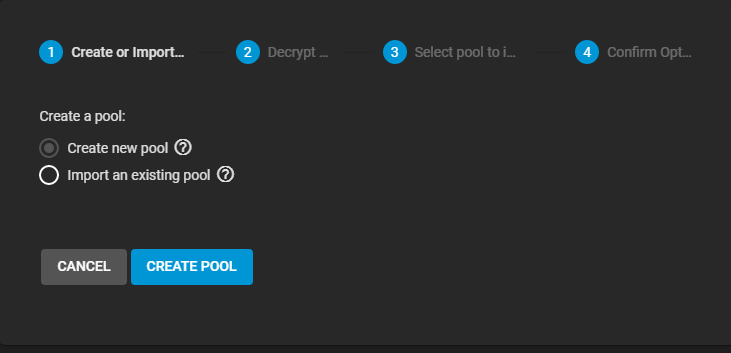 1 Create or Import... 2 Decrypt ... 3 Select pool to i... 4 Confirm Opt...
Create a pool:
Create new pool ?
Import an existing pool ?
CANCEL CREATE POOL